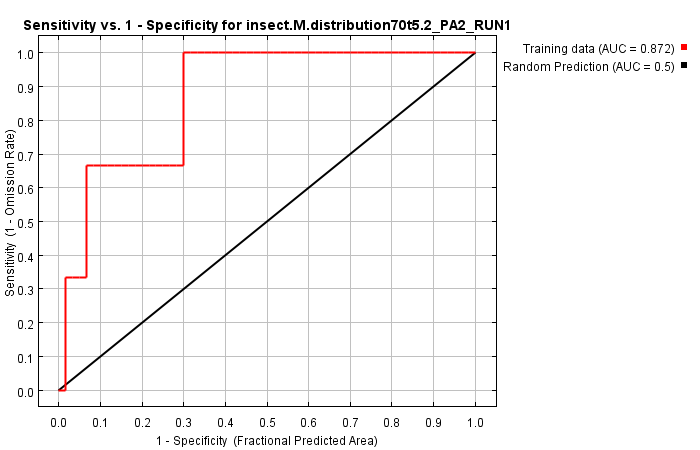 Sensitivity vs. 1 - Specificity for insect.M.distribution70t5.2_PA2_RUN1
Training data (AUC = 0.872)
Random Prediction (AUC = 0.5)
Sensitivity (1 - Omission Rate)
1.0
0.9
0.8
0.7
0.6
0.5
0.4
0.3
0.2
0.1
0.0
0.0 0.1 0.2 0.3 0.4 0.5 0.6 0.7 0.8 0.9 1.0
1 - Specificity (Fractional Predicted Area)